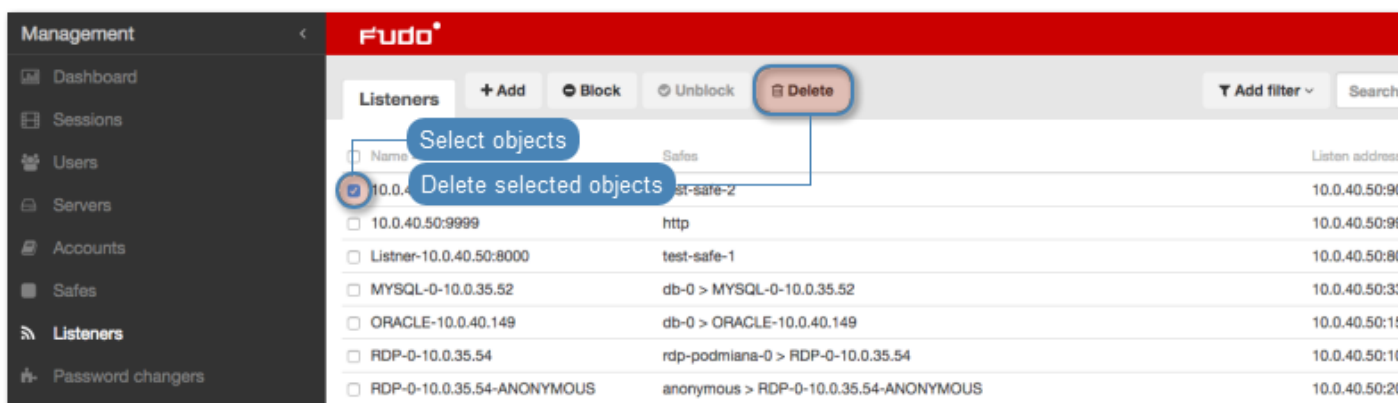 Management
Fudo
Dashboard
Listeners
+ Add
Block
Unblock
Delete
Add filter
Search
Sessions
Select objects
Users
Name
Safes
Listen address
Delete selected objects
10.0.4
test-safe-2
10.0.40.50:90
Servers
10.0.40.50:9999
http
10.0.40.50:99
Accounts
Listner-10.0.40.50:8000
test-safe-1
10.0.40.50:80
Safes
MYSQL-0-10.0.35.52
db-0 > MYSQL-0-10.0.35.52
10.0.40.50:33
Listeners
ORACLE-10.0.40.149
db-0 > ORACLE-10.0.40.149
10.0.40.50:15
RDP-0-10.0.35.54
rdp-podmiana-0 > RDP-0-10.0.35.54
10.0.40.50:10
Password changers
RDP-0-10.0.35.54-ANONYMOUS
anonymous > RDP-0-10.0.35.54-ANONYMOUS
10.0.40.50:20